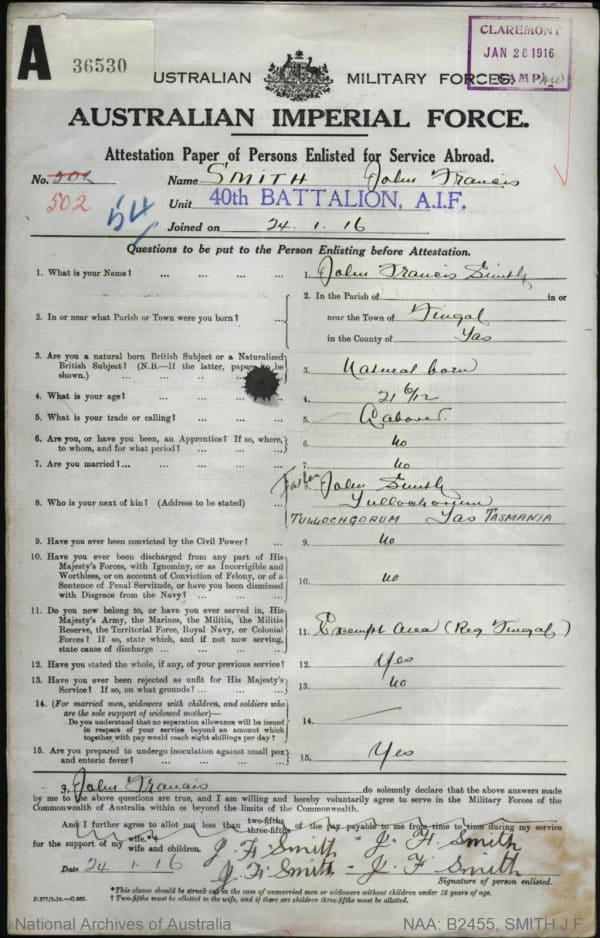 A 36530
CLAREMONT
JAN 26 1916
CAMP
AUSTRALIAN MILITARY FORCES.
AUSTRALIAN IMPERIAL FORCE.
Attestation Paper of Persons Enlisted for Service Abroad.
No. 502 Name SMITH John Francis
502 54 Unit 40th BATTALION, A.I.F.
Joined on 24. 1. 16
Questions to be put to the Person Enlisting before Attestation.
1. What is your Name? ... ... ... 1. John Francis Smith
2. In or near what Parish or Town were you born? ... 2. In the Parish of in or
near the Town of Fingal
in the County of Tas
3. Are you a natural born British Subject or a Naturalized
British Subject? (N.B.—If the latter, papers to be
shown.) ... ... ... ... 3. Natural born
4. What is your age? ... ... ... 4. 21 6/12
5. What is your trade or calling? ... ... ... 5. Labourer
6. Are you, or have you been, an Apprentice? If so, where,
to whom, and for what period? ... ... ... 6. no
7. Are you married?... ... ... ... 7. no
8. Who is your next of kin? (Address to be stated) ... 8. Father John Smith
Tullochgorum
TULLOCHGORUM Tas TASMANIA
9. Have you ever been convicted by the Civil Power? ... 9. no
10. Have you ever been discharged from any part of His
Majesty's Forces, with Ignominy, or as Incorrigible and
Worthless, or on account of Conviction of Felony, or of a
Sentence of Penal Servitude, or have you been dismissed
with Disgrace from the Navy? ... ... ... 10. no
11. Do you now belong to, or have you ever served in, His
Majesty's Army, the Marines, the Militia, the Militia
Reserve, the Territorial Force, Royal Navy, or Colonial
Forces? If so, state which, and if not now serving,
state cause of discharge ... ... ... 11. Exempt Area (Reg Fingal)
12. Have you stated the whole, if any, of your previous service? 12. Yes
13. Have you ever been rejected as unfit for His Majesty's
Service? If so, on what grounds? ... ... ... 13. no
14. (For married men, widowers with children, and soldiers who
are the sole support of widowed mother)—
Do you understand that no separation allowance will be issued
in respect of your service beyond an amount which
together with pay would reach eight shillings per day? 14. —
15. Are you prepared to undergo inoculation against small pox
and enteric fever? ... ... ... ... 15. Yes
I, John Francis do solemnly declare that the above answers made
by me to the above questions are true, and I am willing and hereby voluntarily agree to serve in the Military Forces of the
Commonwealth of Australia within or beyond the limits of the Commonwealth.
*And I further agree to allot not less than two-fifths three-fifths of the pay payable to me from time to time during my service
for the support of my wife. † wife and children. J. F. Smith - J. F. Smith
Date 24. 1. 16 J. F. Smith - J. F. Smith
Signature of person enlisted.
*This clause should be struck out in the case of unmarried men or widowers without children under 18 years of age.
† Two-fifths must be allotted to the wife, and if there are children three-fifths must be allotted.
National Archives of Australia NAA: B2455, SMITH J F